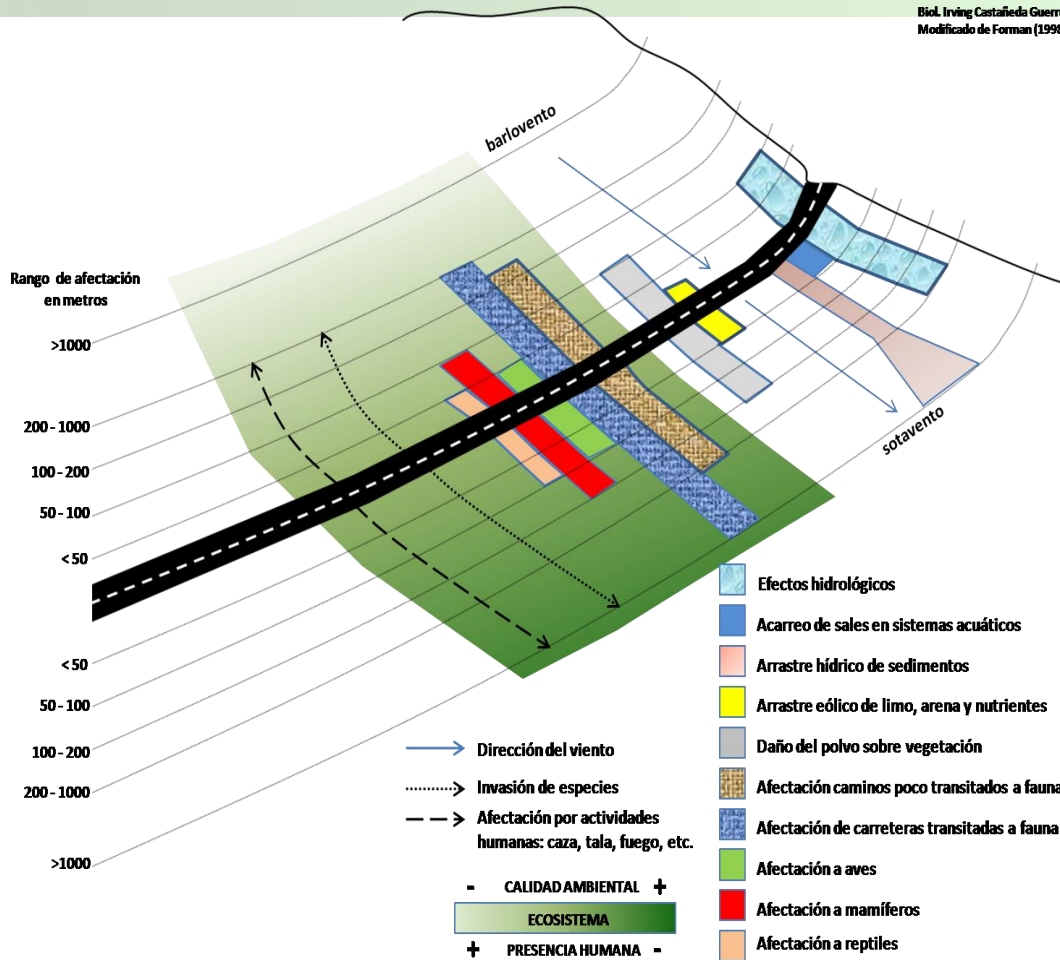 Biol. Irving Castañeda
Modificado de Forman
barlovento
Rango de afectación
en metros
>1000
200 - 1000
100 - 200
50 - 100
< 50
< 50
50 - 100
100 - 200
200 - 1000
>1000
sotavento
Dirección del viento
Invasión de especies
Afectación por actividades
humanas: caza, tala, fuego, etc.
- CALIDAD AMBIENTAL +
ECOSISTEMA
+ PRESENCIA HUMANA -
Efectos hidrológicos
Acarreo de sales en sistemas acuáticos
Arrastre hídrico de sedimentos
Arrastre eólico de limo, arena y nutrientes
Daño del polvo sobre vegetación
Afectación caminos poco transitados a fauna
Afectación de carreteras transitadas a fauna
Afectación a aves
Afectación a mamíferos
Afectación a reptiles